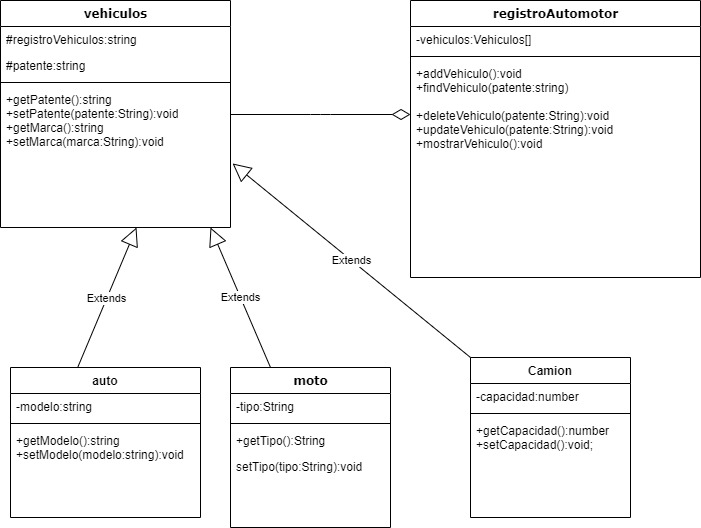 vehiculos
#registroVehiculos:string
#patente:string
+getPatente():string
+setPatente(patente:String):void
+getMarca():string
+setMarca(marca:String):void
registroAutomotor
-vehiculos:Vehiculos[]
+addVehiculo():void
+findVehiculo(patente:string)
+deleteVehiculo(patente:String):void
+updateVehiculo(patente:String):void
+mostrarVehiculo():void
Extends
Extends
Extends
auto
-modelo:string
+getModelo():string
+setModelo(modelo:string):void
moto
-tipo:String
+getTipo():String
setTipo(tipo:String):void
Camion
-capacidad:number
+getCapacidad():number
+setCapacidad():void;